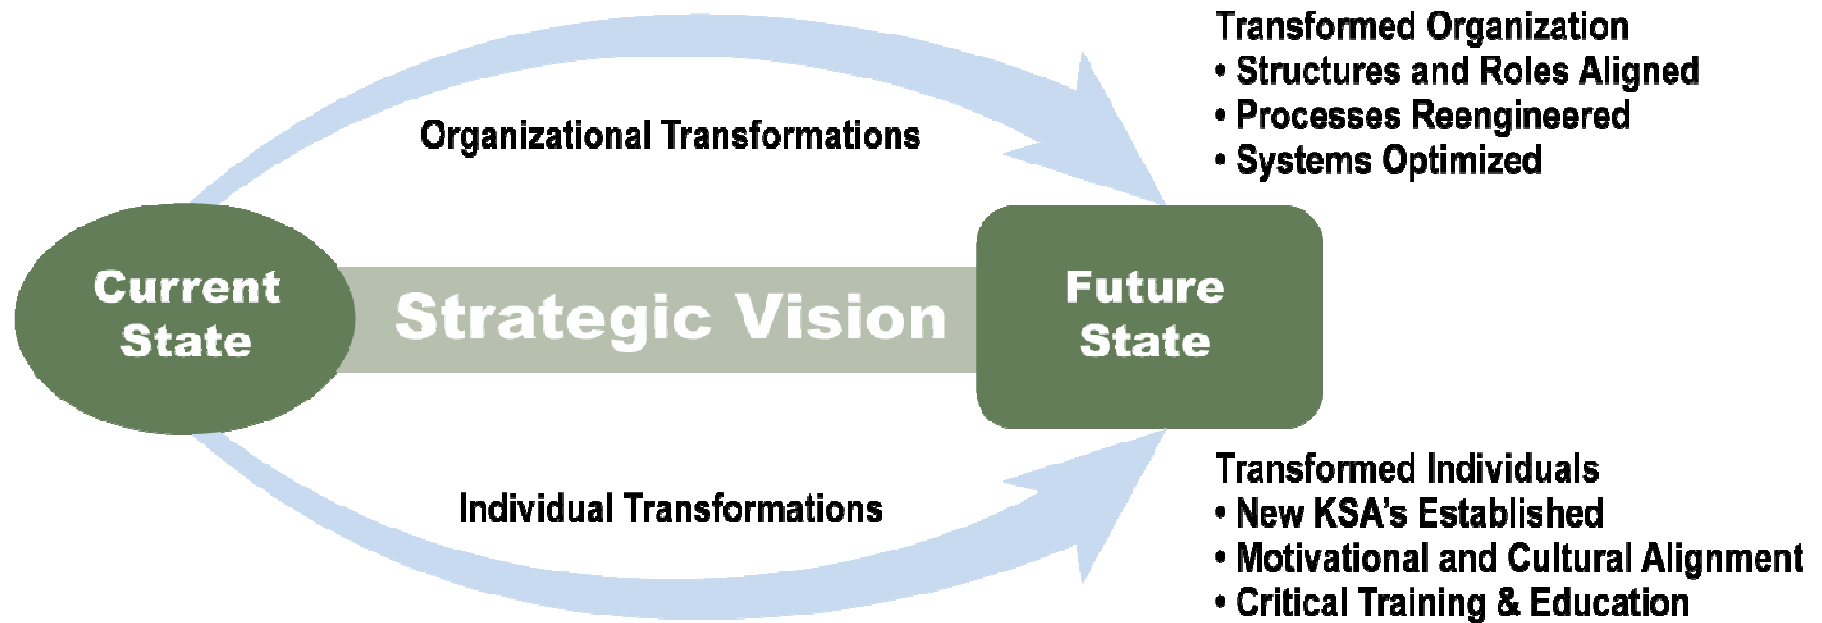 Transformed Organization
• Structures and Roles Aligned
• Processes Reengineered
• Systems Optimized
Organizational Transformations
Current
State
Strategic Vision
Future
State
Individual Transformations
Transformed Individuals
• New KSA's Established
• Motivational and Cultural Alignment
• Critical Training & Education